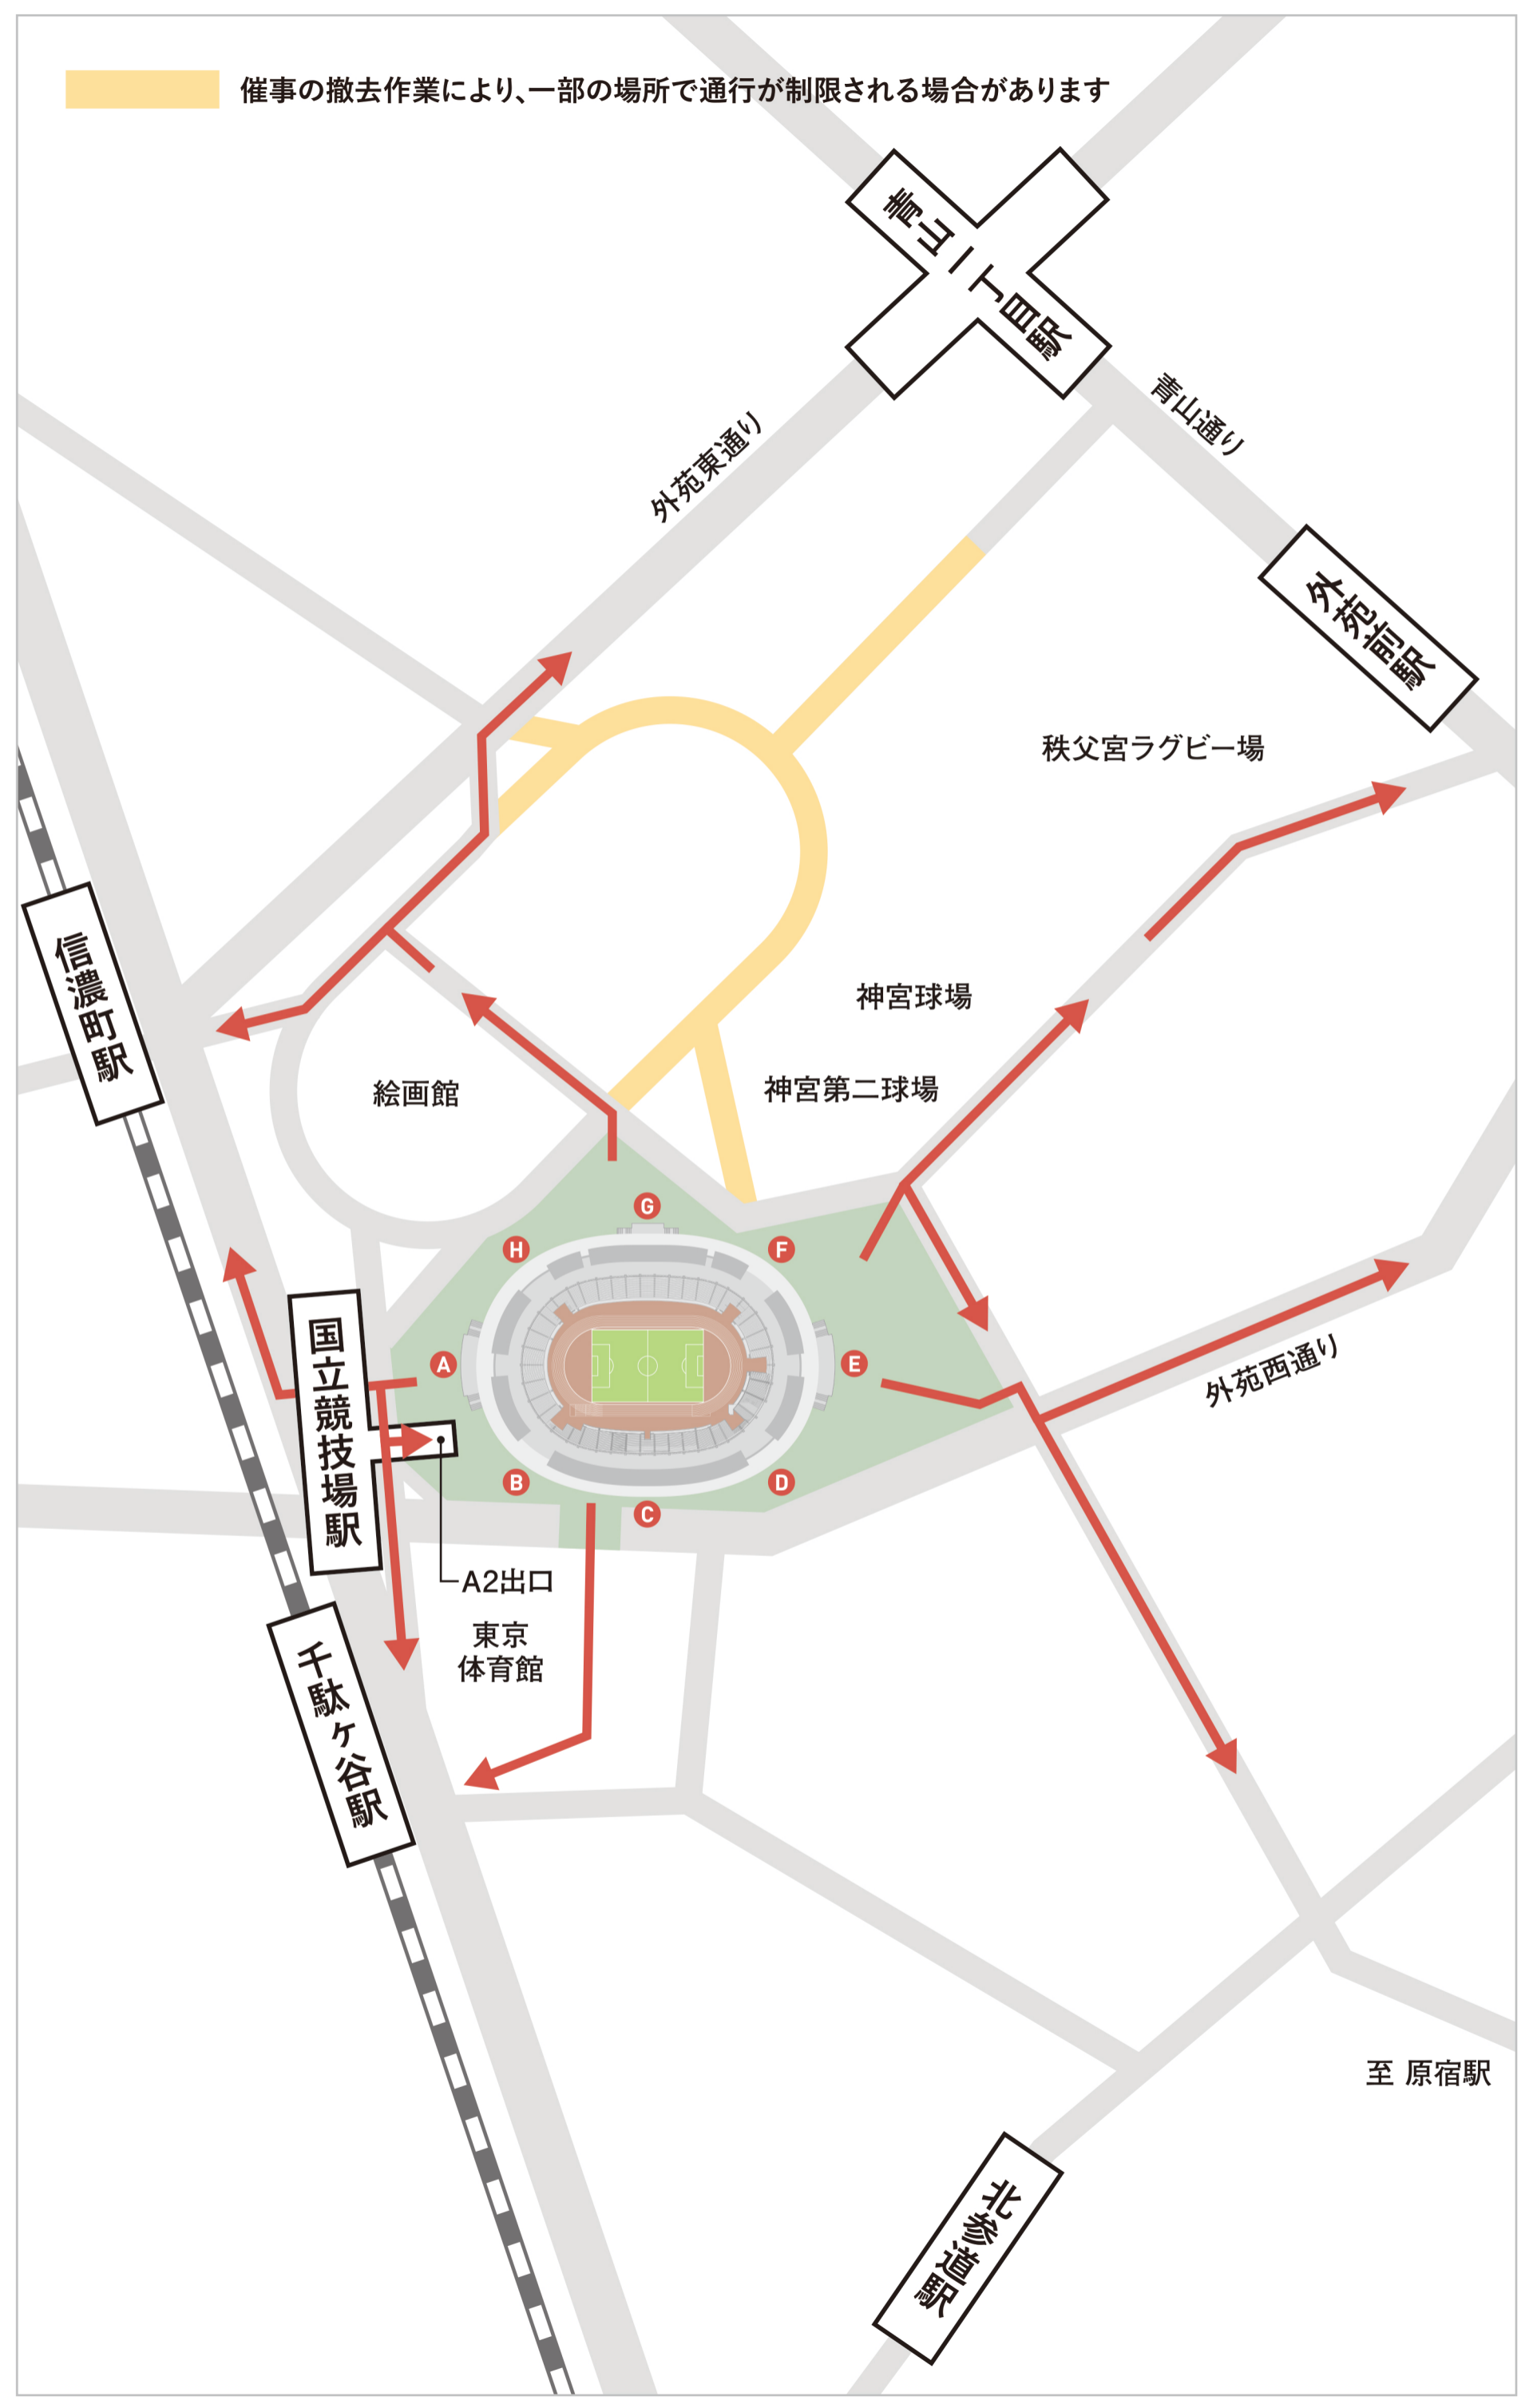 催事の撤去作業により、一部の場所で通行が制限される場合があります
青山一丁目駅
青山通り
外苑東通り
外苑前駅
秩父宮ラグビー場
信濃町駅
神宮球場
絵画館
神宮第二球場
G
H
F
A
E
国立競技場駅
外苑西通り
B
D
C
A2出口
東京
体育館
千駄ヶ谷駅
至 原宿駅
北参道駅